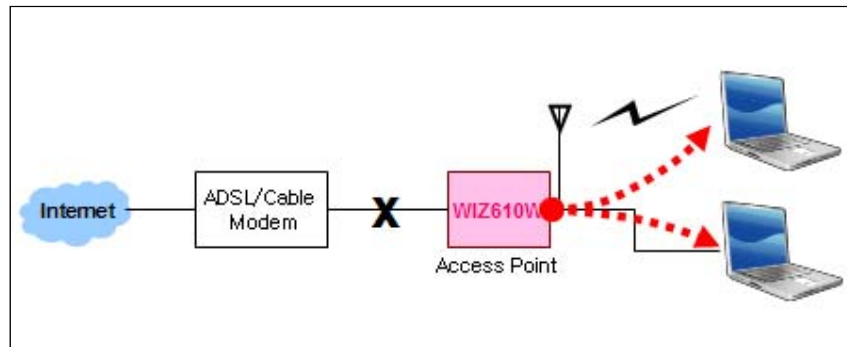 Internet
ADSL/Cable
Modem
X
WIZ610W
Access Point